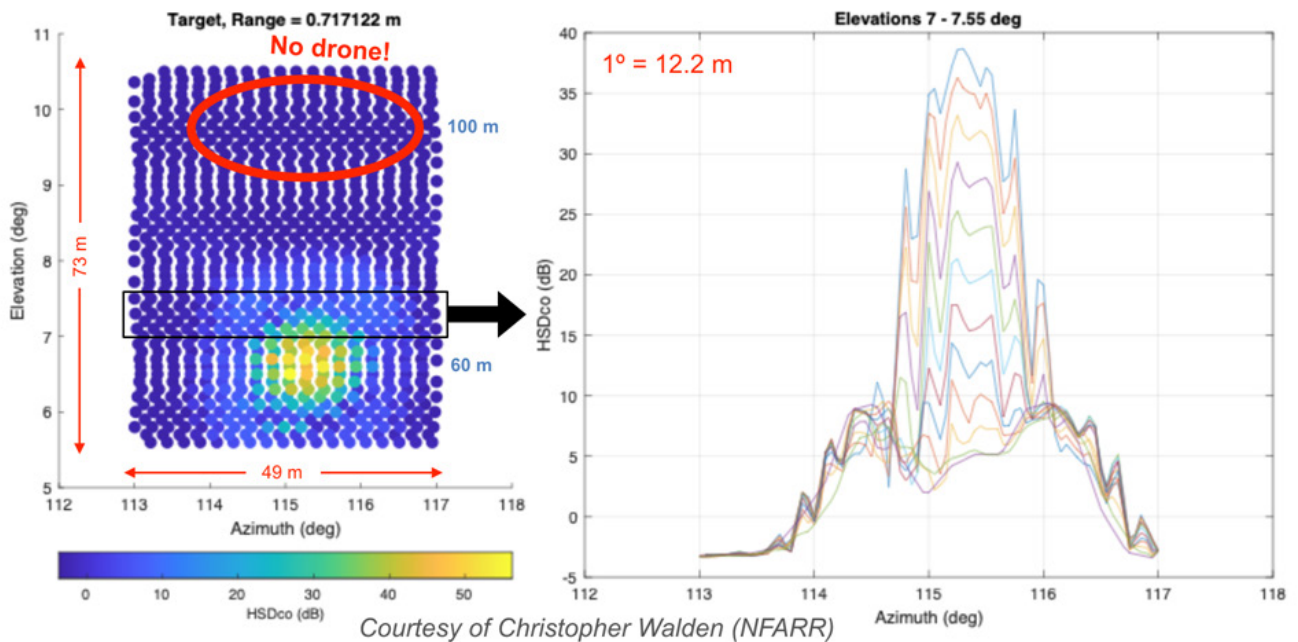 Target, Range = 0.717122 m
No drone!
11
10
9
8
7
6
5
Elevation (deg)
73 m
100 m
60 m
49 m
112
113
114
115
116
117
118
Azimuth (deg)
0
10
20
30
40
50
HSDco (dB)
Elevations 7 - 7.55 deg
1º = 12.2 m
40
35
30
25
20
15
10
5
0
-5
HSDco (dB)
112
113
114
115
116
117
118
Azimuth (deg)
Courtesy of Christopher Walden (NFARR)